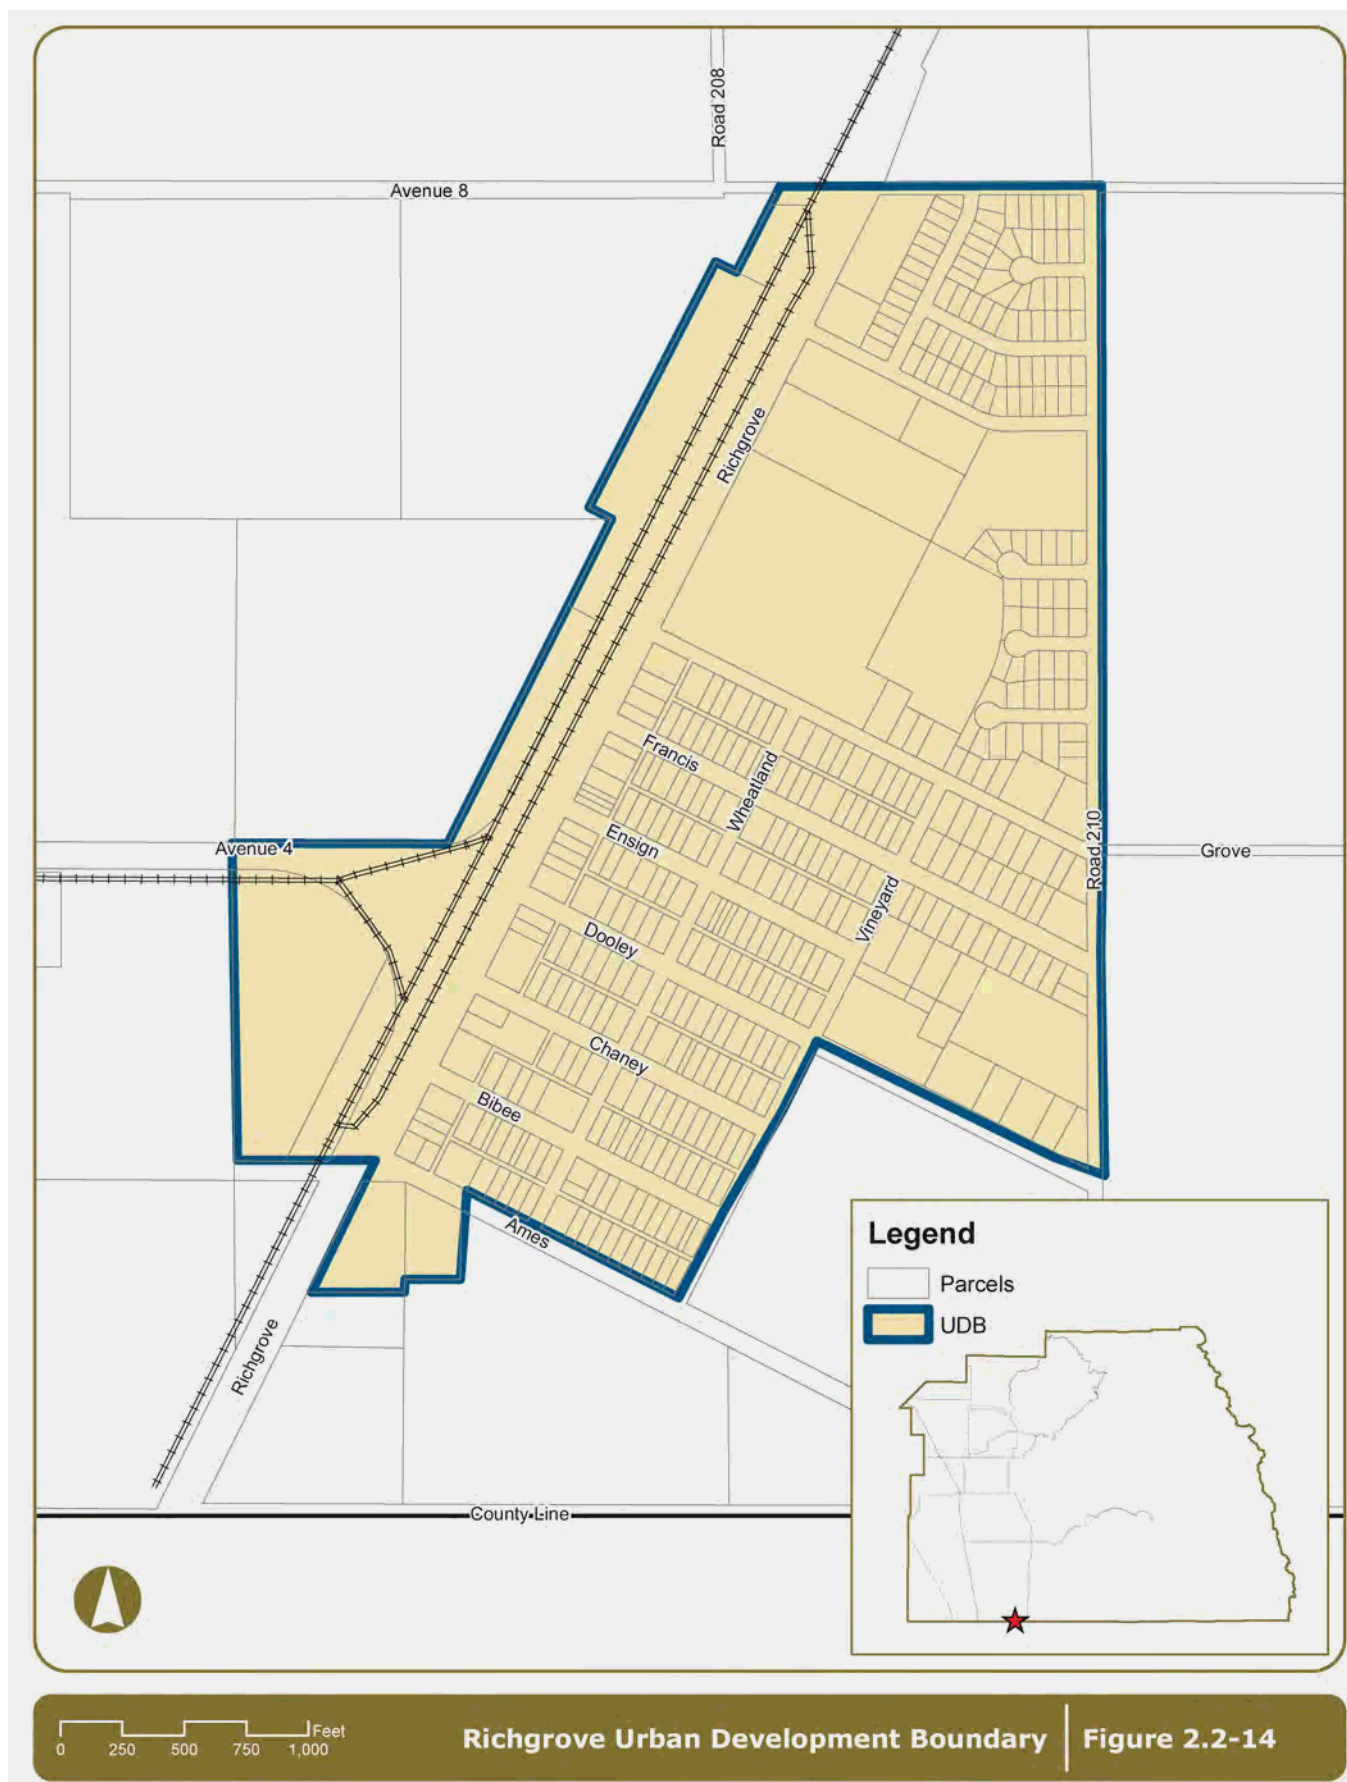 Road 208
Avenue 8
Richgrove
Francis
Wheatland
Ensign
Avenue 4
Road 210
Grove
Vineyard
Dooley
Chaney
Bibee
Ames
Legend
Parcels
UDB
Richgrove
County Line
Feet
0 250 500 750 1,000
Richgrove Urban Development Boundary
Figure 2.2-14